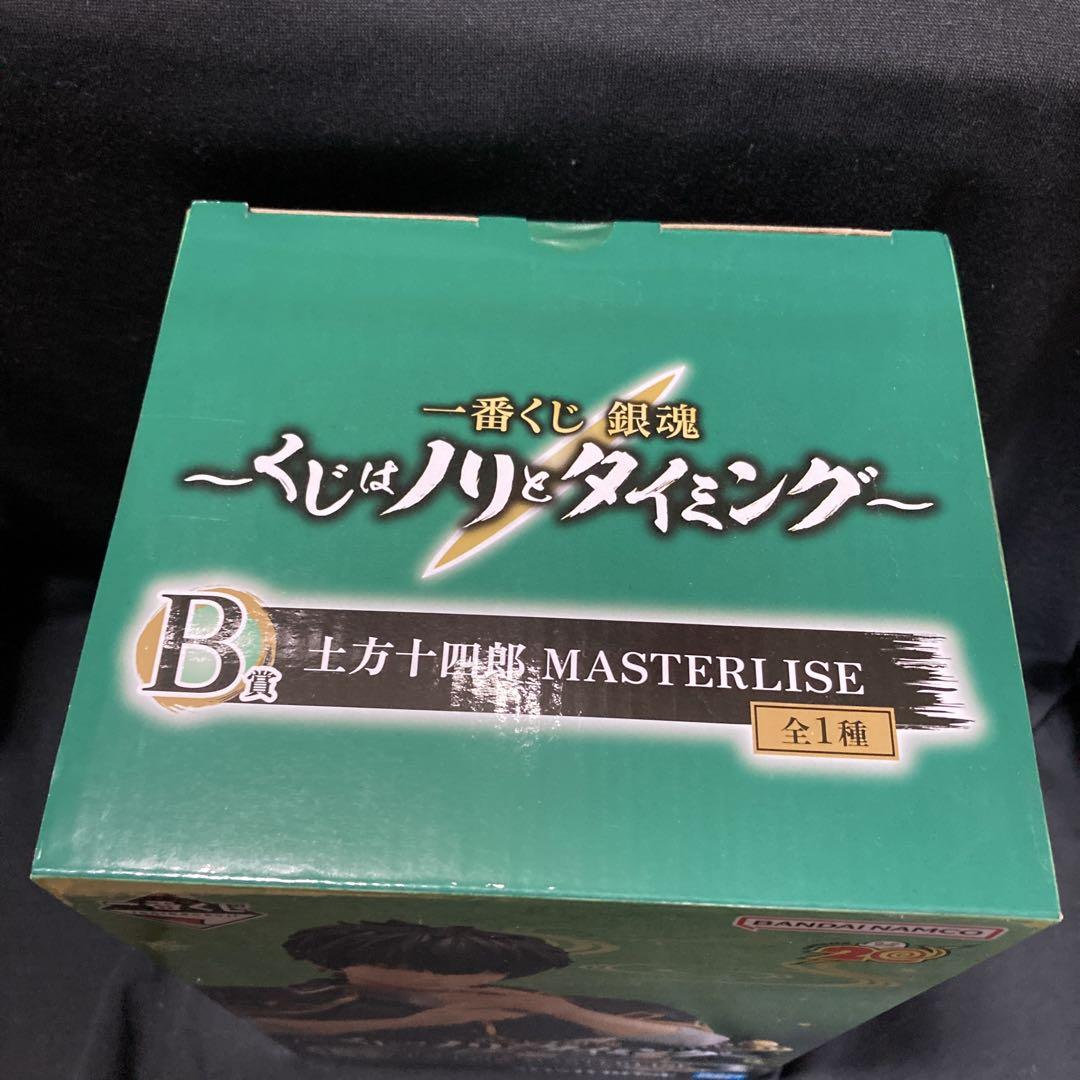 一番くじ 銀魂
～くじはノリとタイミング～
B賞
土方十四郎 MASTERLISE
全1種
BANDAI NAMCO
20